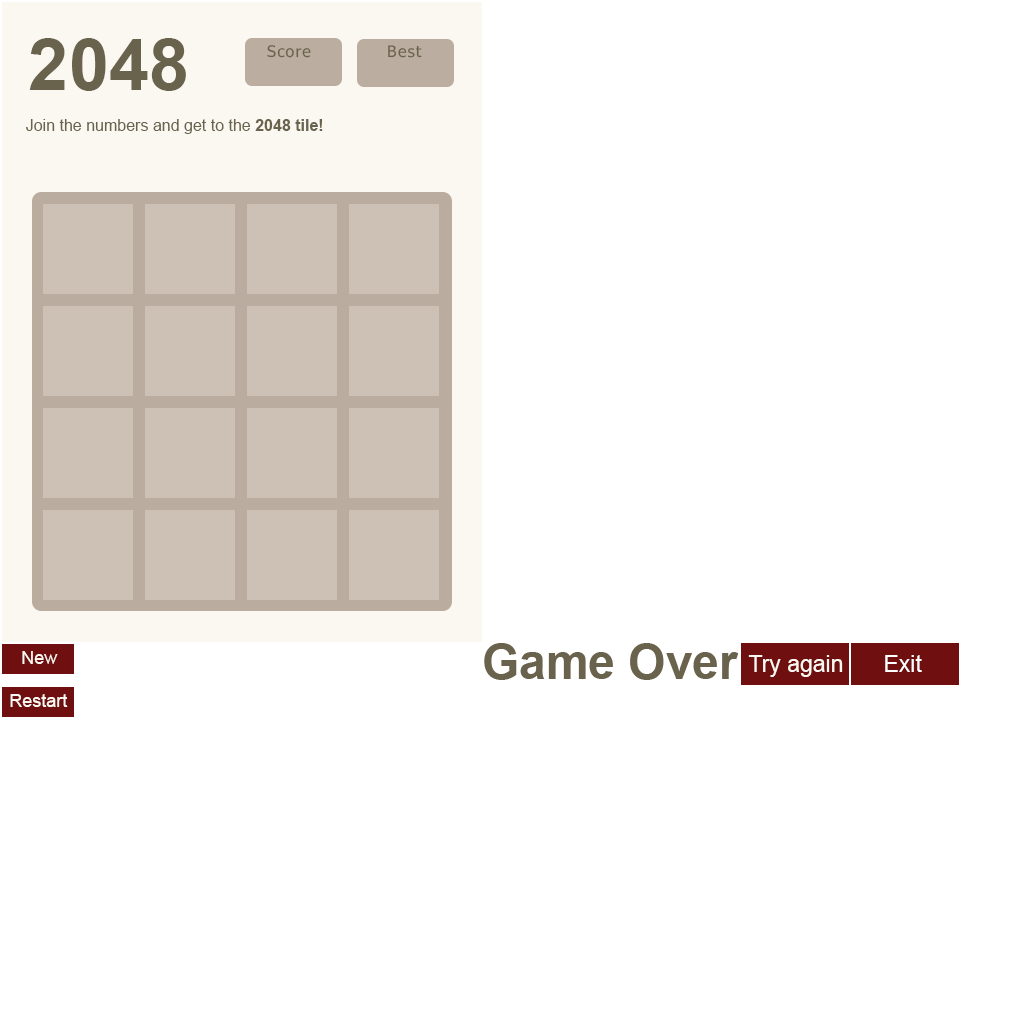 2048
Score
Best
Join the numbers and get to the 2048 tile!
New
Restart
Game Over
Try again
Exit